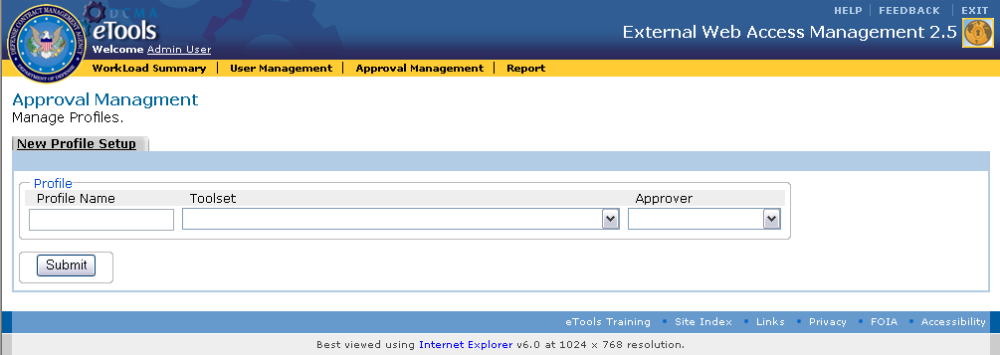 HELP FEEDBACK EXIT
DCMA
eTools
External Web Access Management 2.5
Welcome Admin User
DEFENSE CONTRACT MANAGEMENT AGENCY
DEPARTMENT OF DEFENSE
WorkLoad Summary | User Management | Approval Management | Report
Approval Managment
Manage Profiles.
New Profile Setup
Profile
Profile Name Toolset Approver
Submit
eTools Training • Site Index • Links • Privacy • FOIA • Accessibility
Best viewed using Internet Explorer v6.0 at 1024 x 768 resolution.